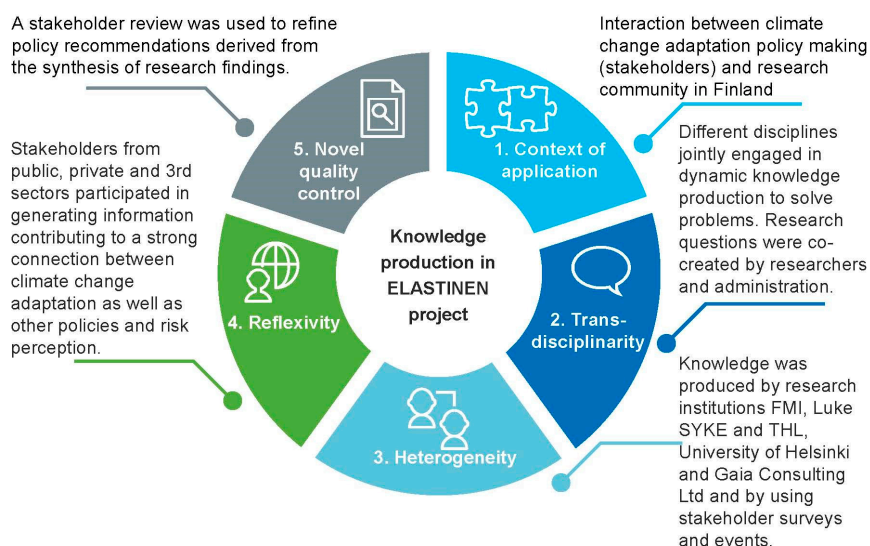 A stakeholder review was used to refine
policy recommendations derived from
the synthesis of research findings.
Interaction between climate
change adaptation policy making
(stakeholders) and research
community in Finland
Stakeholders from
public, private and 3rd
sectors participated in
generating information
contributing to a strong
connection between
climate change
adaptation as well as
other policies and risk
perception.
5. Novel
quality
control
1. Context of
application
Different disciplines
jointly engaged in
dynamic knowledge
production to solve
problems. Research
questions were co-
created by researchers
and administration.
Knowledge
production in
ELASTINEN
project
4. Reflexivity
2. Trans-
disciplinarity
3. Heterogeneity
Knowledge was
produced by research
institutions FMI, Luke
SYKE and THL,
University of Helsinki
and Gaia Consulting
Ltd and by using
stakeholder surveys
and events.